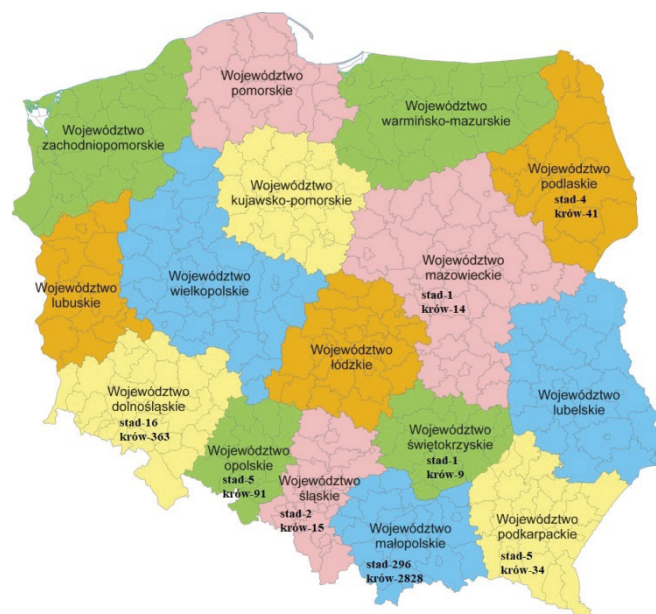 Województwo
pomorskie
Województwo
warmińsko-mazurskie
Województwo
zachodniopomorskie
Województwo
podlaskie
stad-4
krów-41
Województwo
kujawsko-pomorskie
Województwo
mazowieckie
stad-1
krów-14
Województwo
wielkopolskie
Województwo
lubuskie
Województwo
łódzkie
Województwo
lubelskie
Województwo
dolnośląskie
stad-16
krów-363
Województwo
świętokrzyskie
stad-1
krów-9
Województwo
opolskie
stad-5
krów-91
Województwo
śląskie
stad-2
krów-15
Województwo
małopolskie
stad-296
krów-2828
Województwo
podkarpackie
stad-5
krów-34